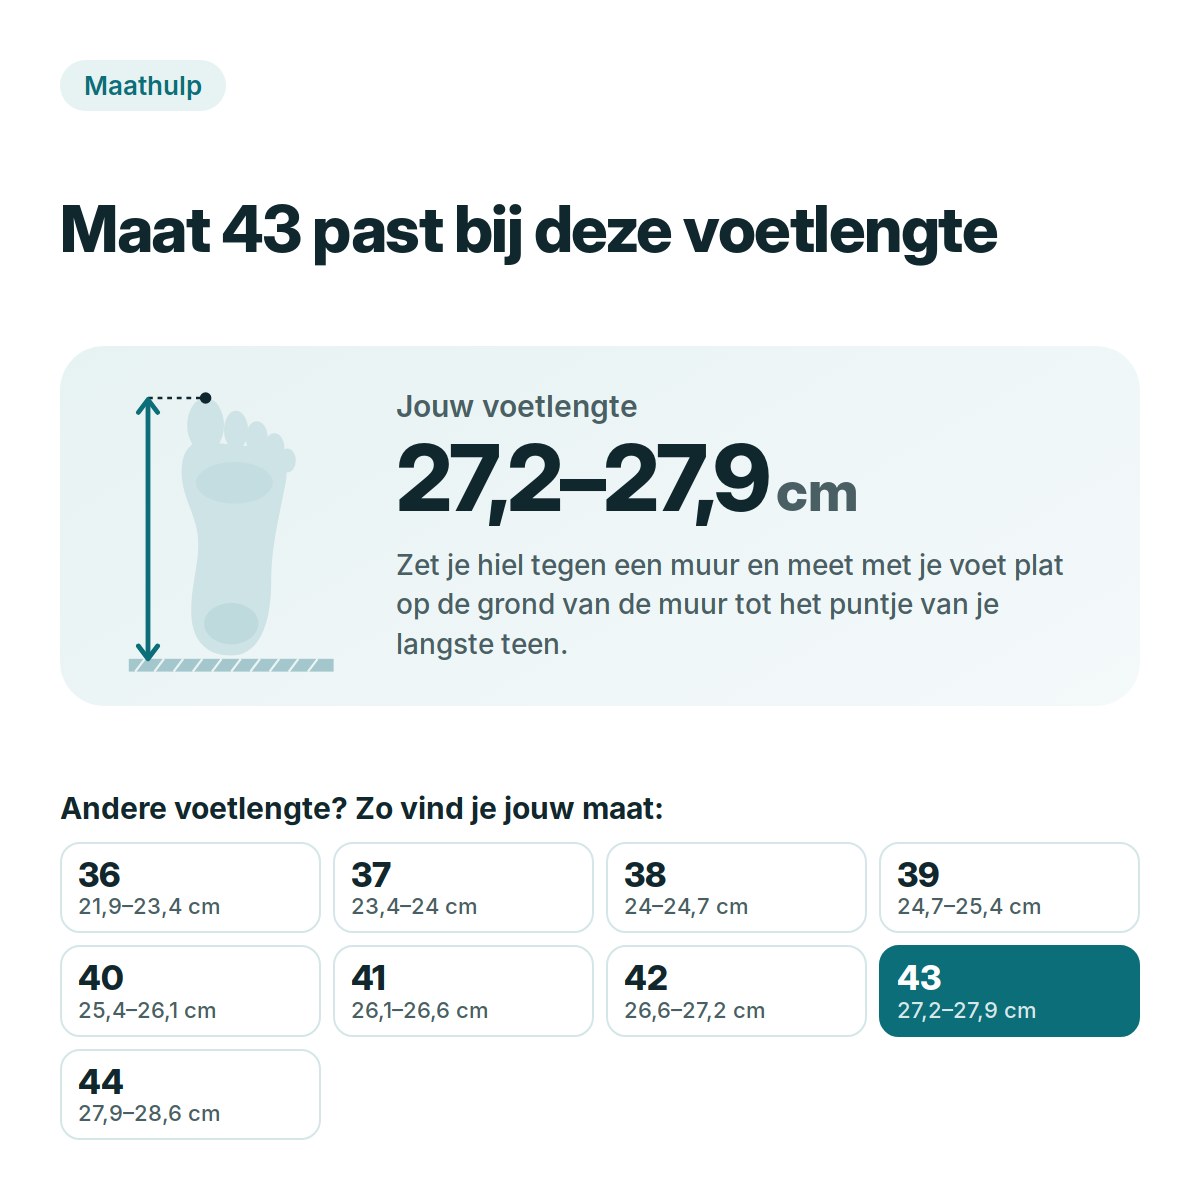 Maathulp
Maat 43 past bij deze voetlengte
Jouw voetlengte
27,2–27,9 cm
Zet je hiel tegen een muur en meet met je voet plat
op de grond van de muur tot het puntje van je
langste teen.
Andere voetlengte? Zo vind je jouw maat:
36
21,9–23,4 cm
37
23,4–24 cm
38
24–24,7 cm
39
24,7–25,4 cm
40
25,4–26,1 cm
41
26,1–26,6 cm
42
26,6–27,2 cm
43
27,2–27,9 cm
44
27,9–28,6 cm